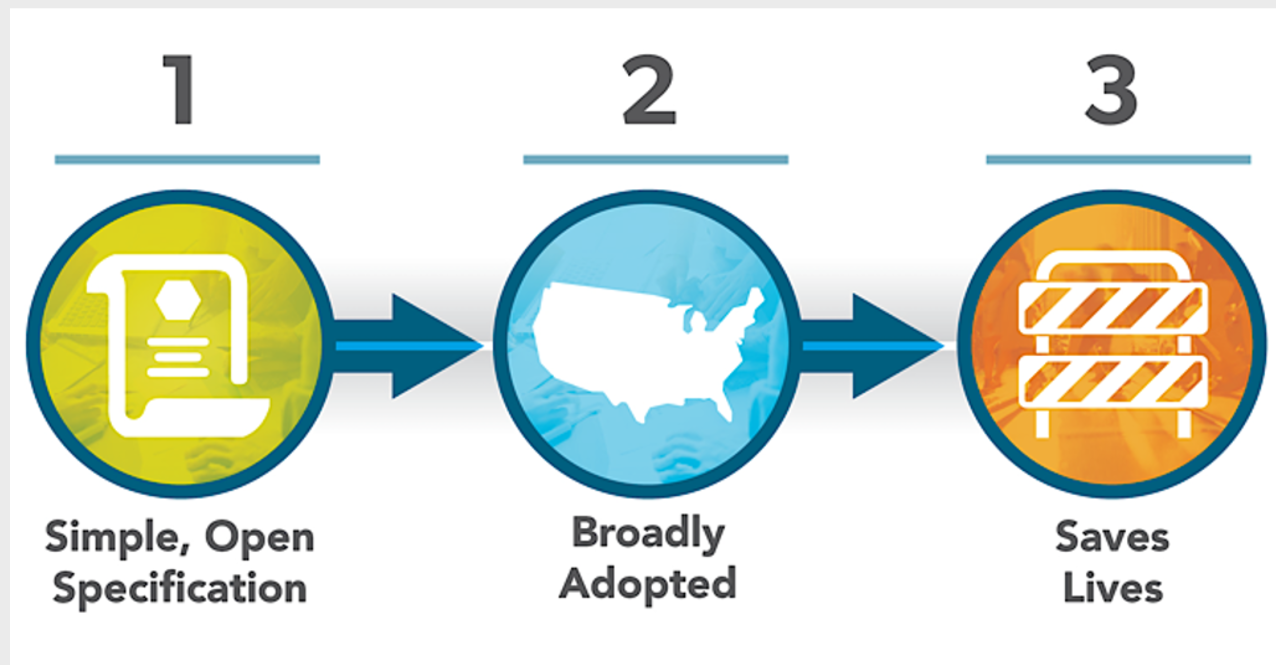 1
2
3
Simple, Open
Specification
Broadly
Adopted
Saves
Lives